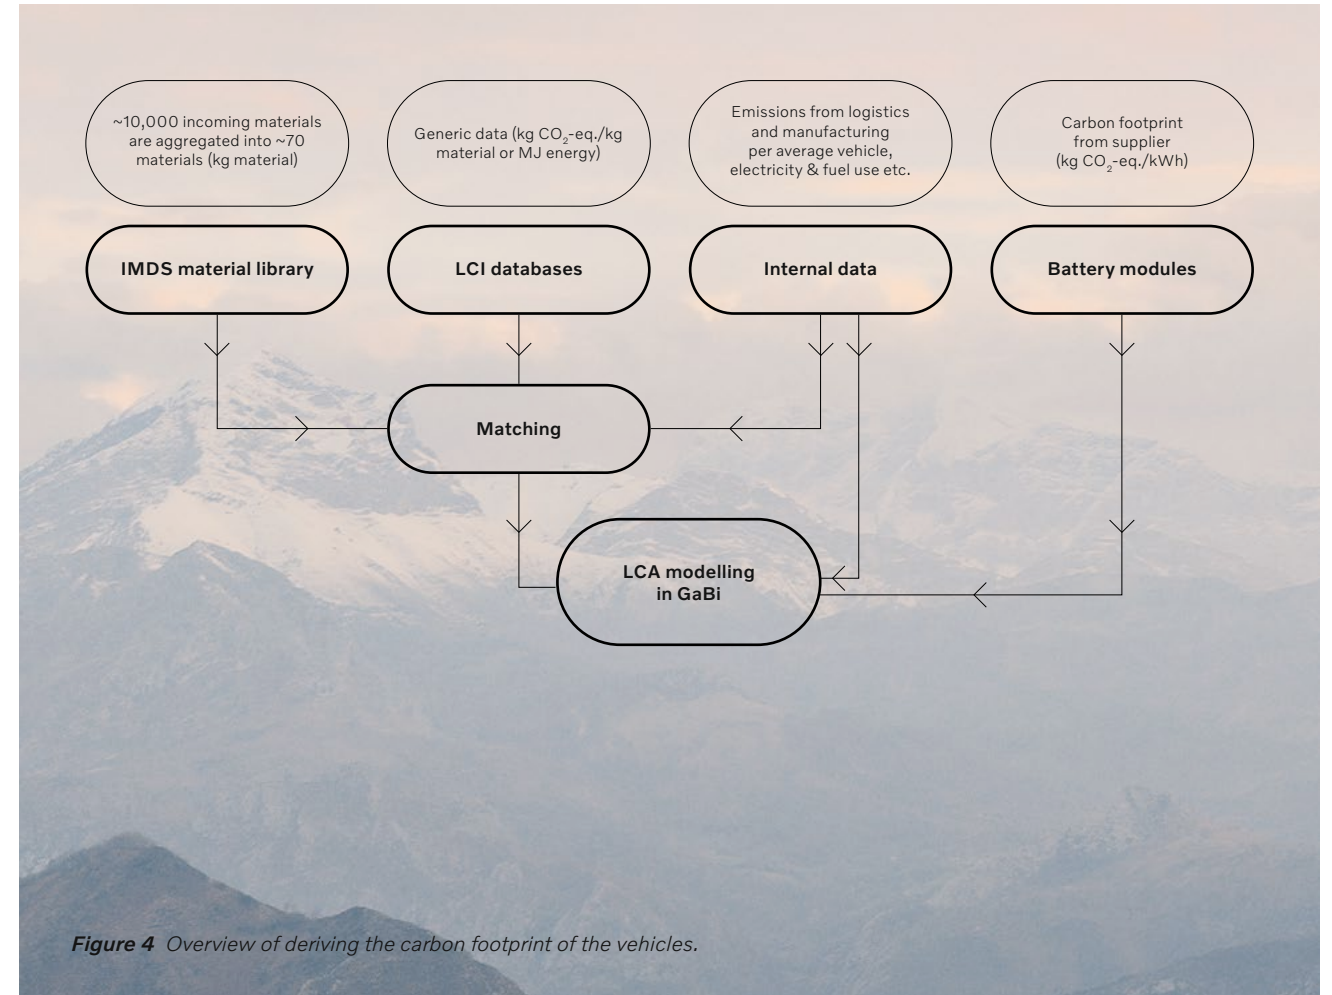 ~10,000 incoming materials
are aggregated into ~70
materials (kg material)
Generic data (kg CO₂-eq./kg
material or MJ energy)
Emissions from logistics
and manufacturing
per average vehicle,
electricity & fuel use etc.
Carbon footprint
from supplier
(kg CO₂-eq./kWh)
IMDS material library
LCI databases
Internal data
Battery modules
Matching
LCA modelling
in GaBi
Figure 4 Overview of deriving the carbon footprint of the vehicles.